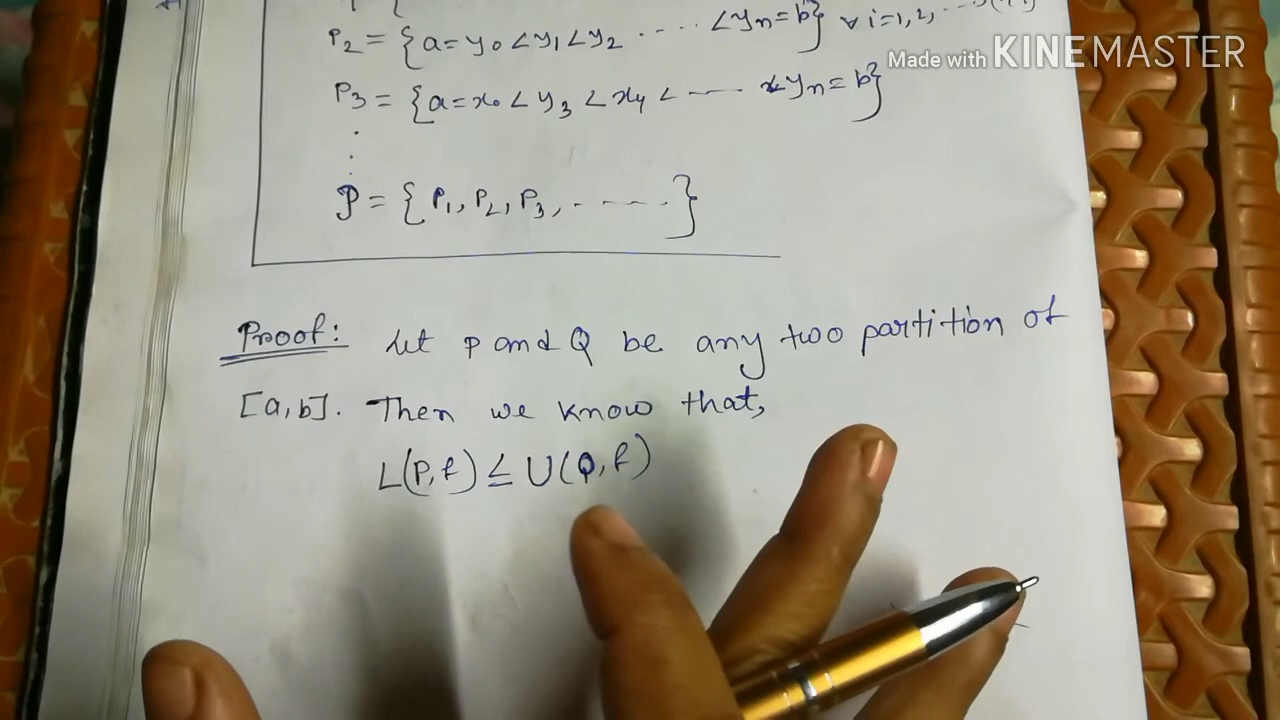 P₂ = {a = y₀ < y₁ < y₂ ..... < yₙ = b} ∀ i = 1, 2,
Made with KINEMASTER
P₃ = {a = x₀ < y₃ < x₄ < ---- < yₙ = b}
⋮
𝒫 = {P₁, P₂, P₃, . ----. }
Proof: Let P and Q be any two partition of
[a, b]. Then we know that,
L(P, f) ≤ U(Q, f)